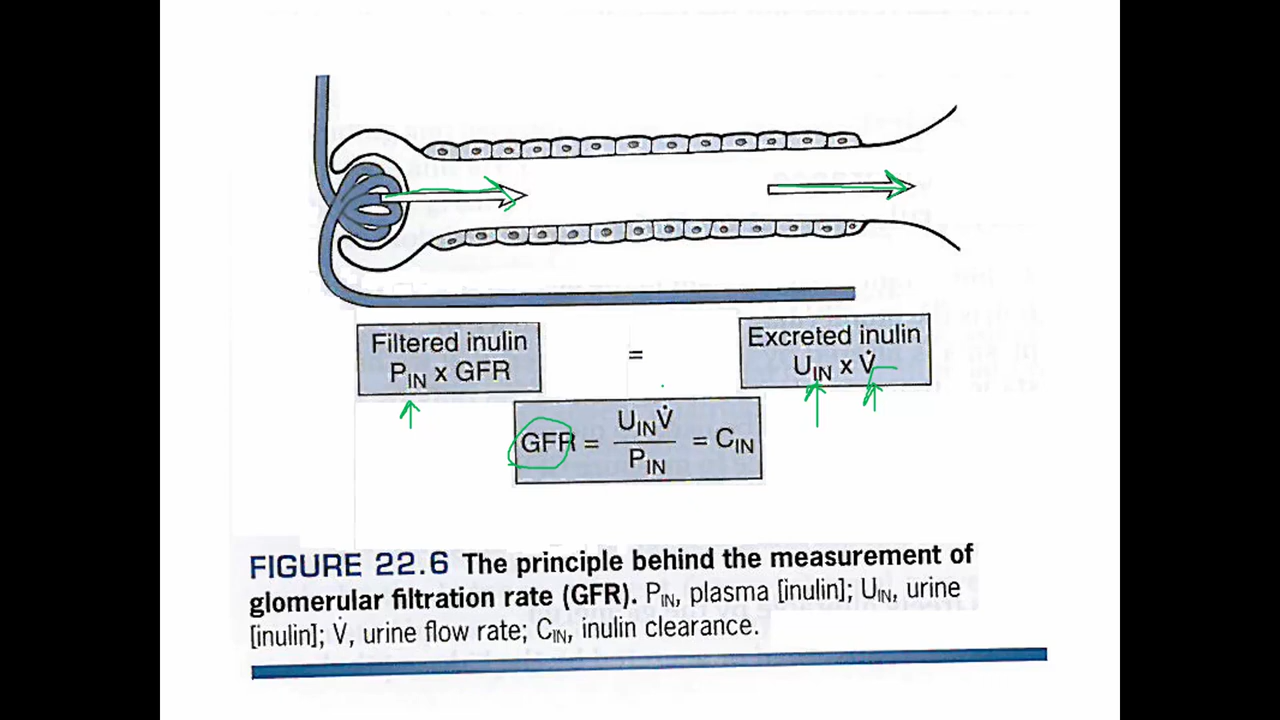 Filtered inulin
P_IN x GFR
=
Excreted inulin
U_IN x V̇
GFR = U_IN V̇ / P_IN = C_IN
FIGURE 22.6 The principle behind the measurement of
glomerular filtration rate (GFR). P_IN, plasma [inulin]; U_IN, urine
[inulin]; V̇, urine flow rate; C_IN, inulin clearance.